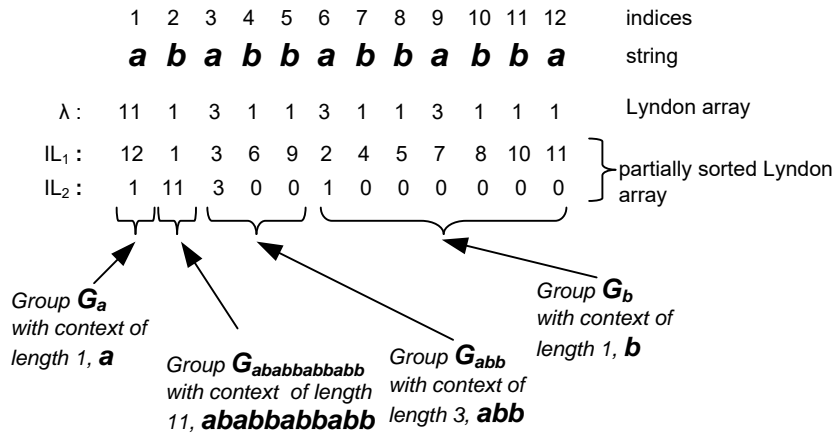 1 2 3 4 5 6 7 8 9 10 11 12 indices
a b a b b a b b a b b a string
λ : 11 1 3 1 1 3 1 1 3 1 1 1 Lyndon array
IL1 : 12 1 3 6 9 2 4 5 7 8 10 11
IL2 : 1 11 3 0 0 1 0 0 0 0 0 0
partially sorted Lyndon
array
Group Ga
with context of
length 1, a
Group Gababbabbabb
with context of length
11, ababbabbabb
Group Gabb
with context of
length 3, abb
Group Gb
with context of
length 1, b